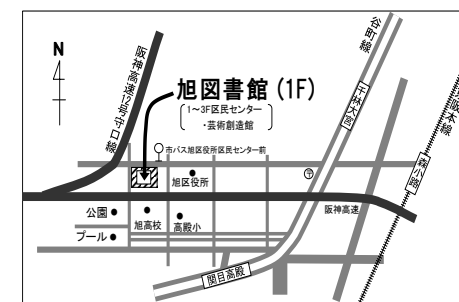 N
阪神高速12号守口線
旭図書館 (1F)
1～3F区民センター
・芸術創造館
市バス旭区役所区民センター前
旭区役所
谷町線
千林大宮
京阪本線
森小路
阪神高速
公園
プール
旭高校
高殿小
関目高殿